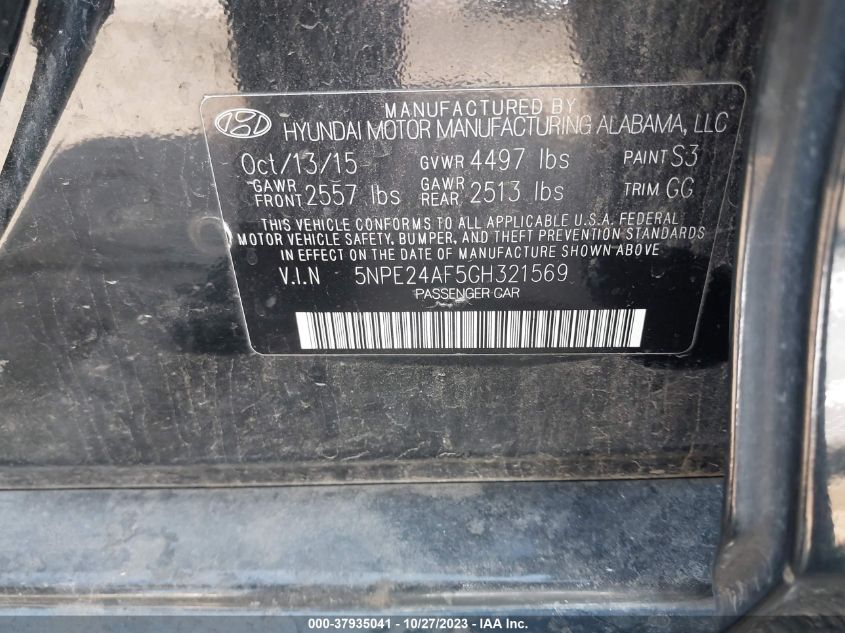 MANUFACTURED BY
HYUNDAI MOTOR MANUFACTURING ALABAMA, LLC
Oct/13/15 GVWR 4497 lbs PAINT S3
GAWR FRONT 2557 lbs GAWR REAR 2513 lbs TRIM GG
THIS VEHICLE CONFORMS TO ALL APPLICABLE U.S.A. FEDERAL
MOTOR VEHICLE SAFETY, BUMPER, AND THEFT PREVENTION STANDARDS
IN EFFECT ON THE DATE OF MANUFACTURE SHOWN ABOVE
V.I.N 5NPE24AF5GH321569
PASSENGER CAR
000-37935041 - 10/27/2023 - © IAA, Inc.